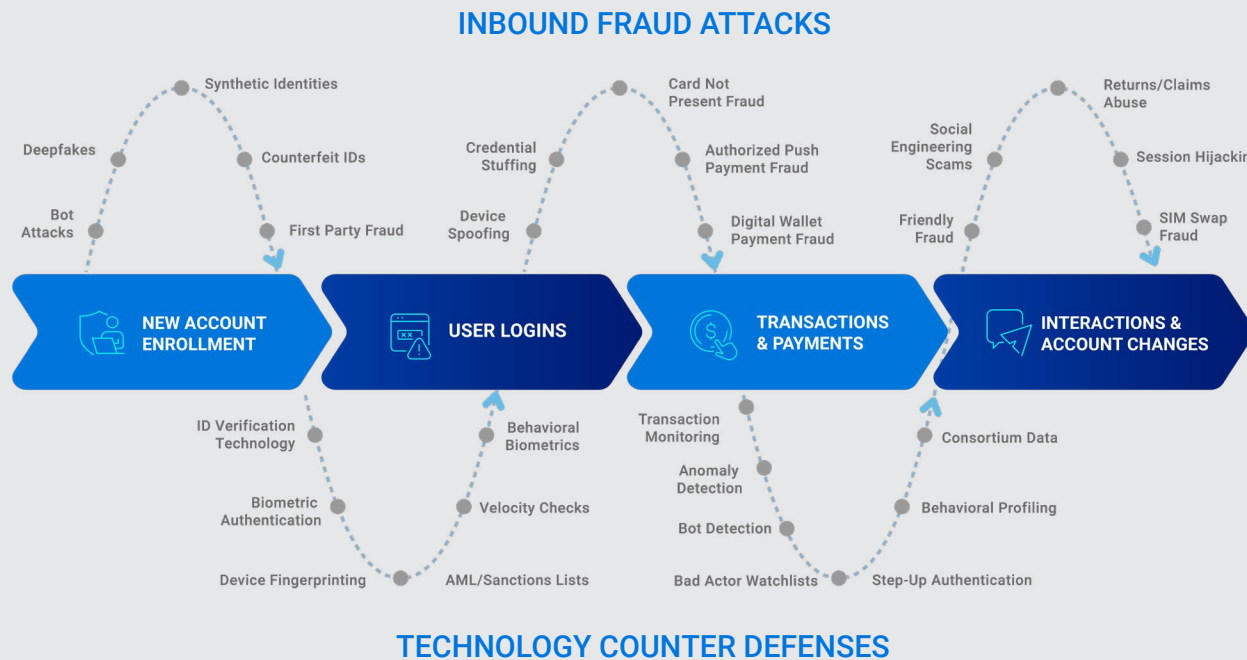 INBOUND FRAUD ATTACKS
Synthetic Identities
Deepfakes
Counterfeit IDs
Bot
Attacks
First Party Fraud
Card Not
Present Fraud
Credential
Stuffing
Authorized Push
Payment Fraud
Device
Spoofing
Digital Wallet
Payment Fraud
Returns/Claims
Abuse
Social
Engineering
Scams
Session Hijackin
Friendly
Fraud
SIM Swap
Fraud
NEW ACCOUNT
ENROLLMENT
XX
USER LOGINS
$
TRANSACTIONS
& PAYMENTS
INTERACTIONS &
ACCOUNT CHANGES
ID Verification
Technology
Behavioral
Biometrics
Biometric
Authentication
Velocity Checks
Device Fingerprinting
AML/Sanctions Lists
Transaction
Monitoring
Consortium Data
Anomaly
Detection
Behavioral Profiling
Bot Detection
Bad Actor Watchlists
Step-Up Authentication
TECHNOLOGY COUNTER DEFENSES